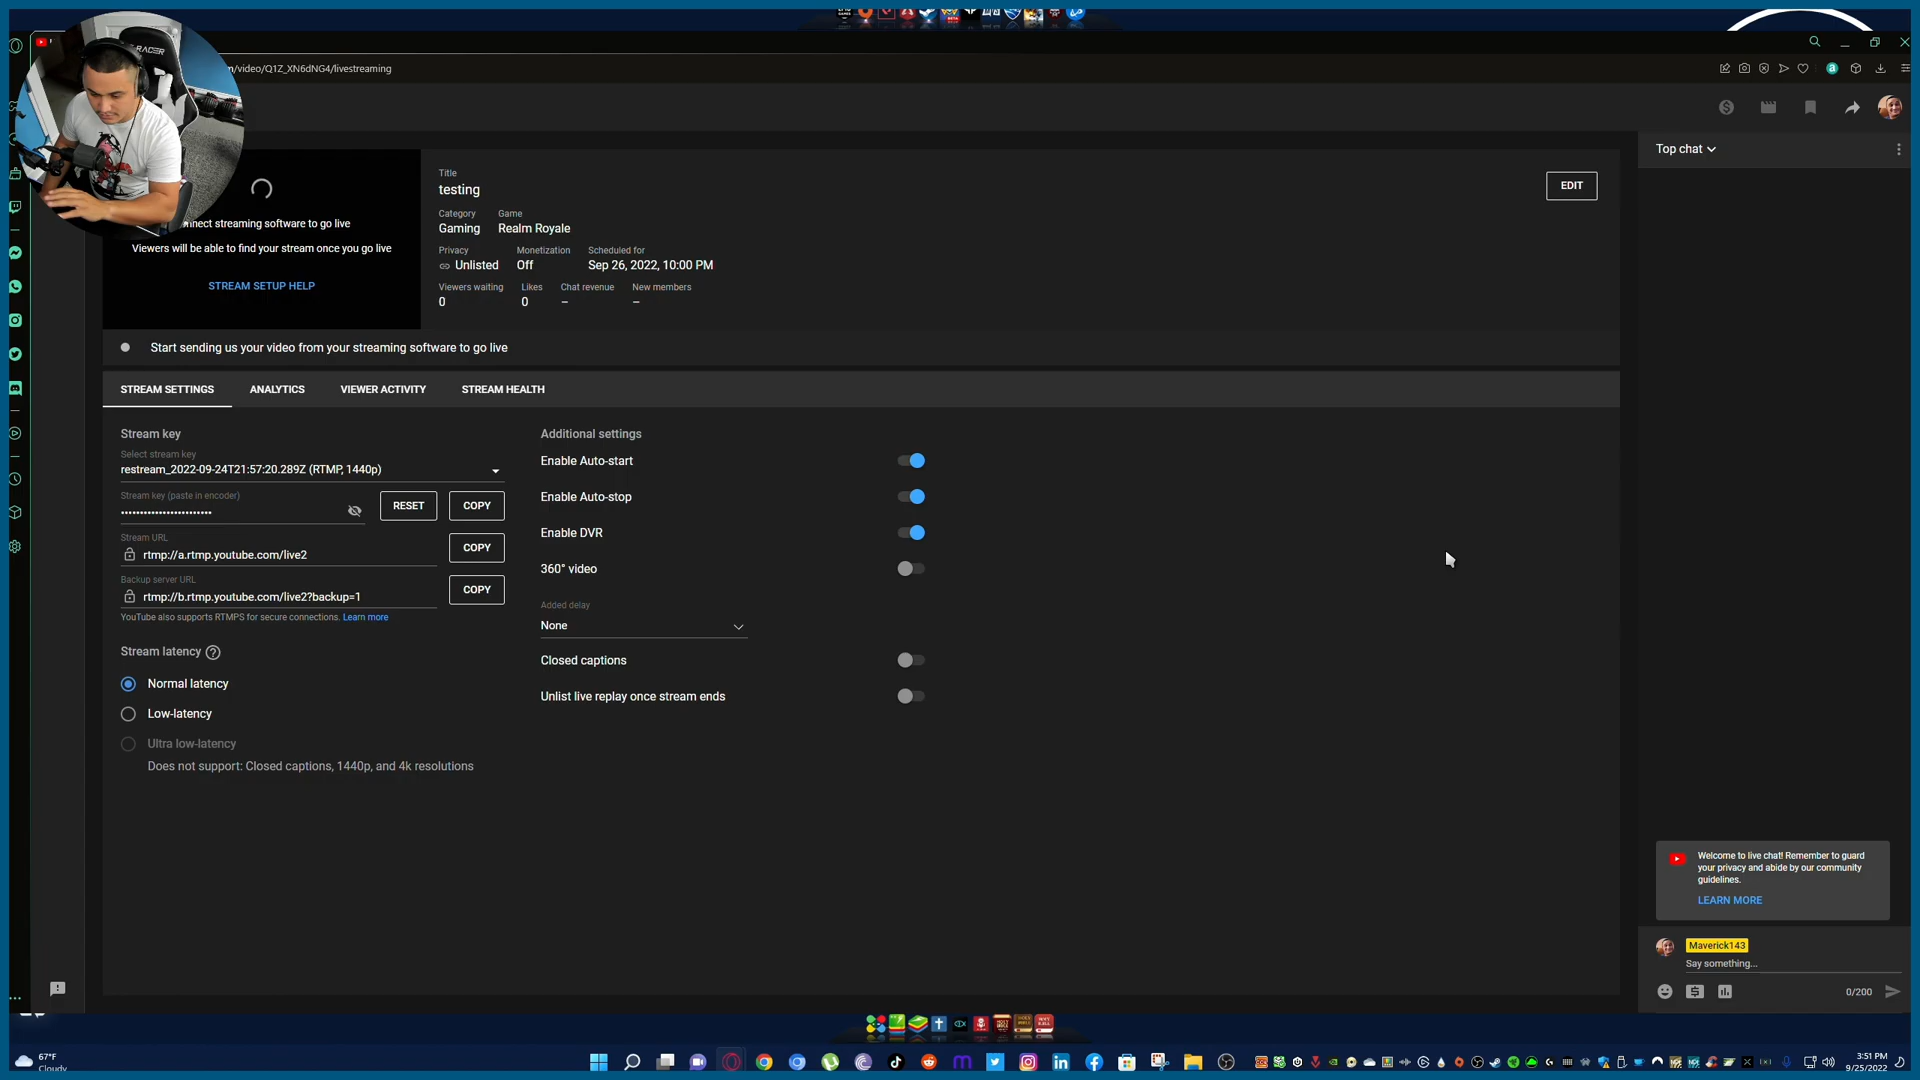 m/video/Q1Z_XN6dNG4/livestreaming
RACER
nnect streaming software to go live
Viewers will be able to find your stream once you go live
STREAM SETUP HELP
Title
testing
Category Game
Gaming Realm Royale
Privacy Monetization Scheduled for
Unlisted Off Sep 26, 2022, 10:00 PM
Viewers waiting Likes Chat revenue New members
0 0 – –
EDIT
Top chat
Start sending us your video from your streaming software to go live
STREAM SETTINGS ANALYTICS VIEWER ACTIVITY STREAM HEALTH
Stream key
Select stream key
restream_2022-09-24T21:57:20.289Z (RTMP, 1440p)
Stream key (paste in encoder)
RESET COPY
Stream URL
rtmp://a.rtmp.youtube.com/live2
COPY
Backup server URL
rtmp://b.rtmp.youtube.com/live2?backup=1
COPY
YouTube also supports RTMPS for secure connections. Learn more
Stream latency
Normal latency
Low-latency
Ultra low-latency
Does not support: Closed captions, 1440p, and 4k resolutions
Additional settings
Enable Auto-start
Enable Auto-stop
Enable DVR
360° video
Added delay
None
Closed captions
Unlist live replay once stream ends
Welcome to live chat! Remember to guard
your privacy and abide by our community
guidelines.
LEARN MORE
Maverick143
Say something...
0/200
67°F
Cloudy
3:51 PM
9/25/2022